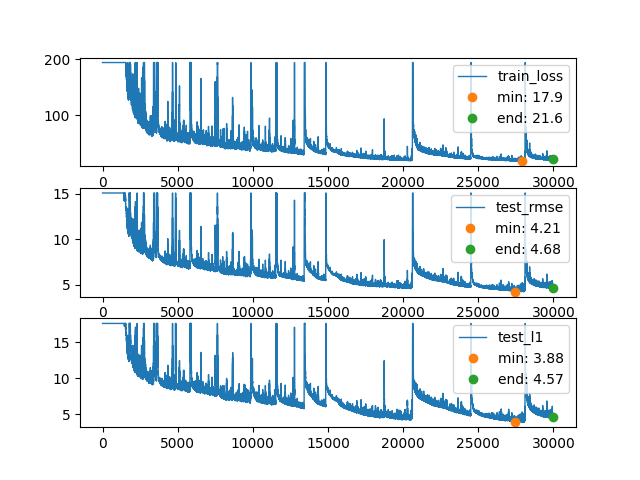 200
100
train_loss
min: 17.9
end: 21.6
0 5000 10000 15000 20000 25000 30000
15
10
5
test_rmse
min: 4.21
end: 4.68
0 5000 10000 15000 20000 25000 30000
15
10
5
test_l1
min: 3.88
end: 4.57
0 5000 10000 15000 20000 25000 30000